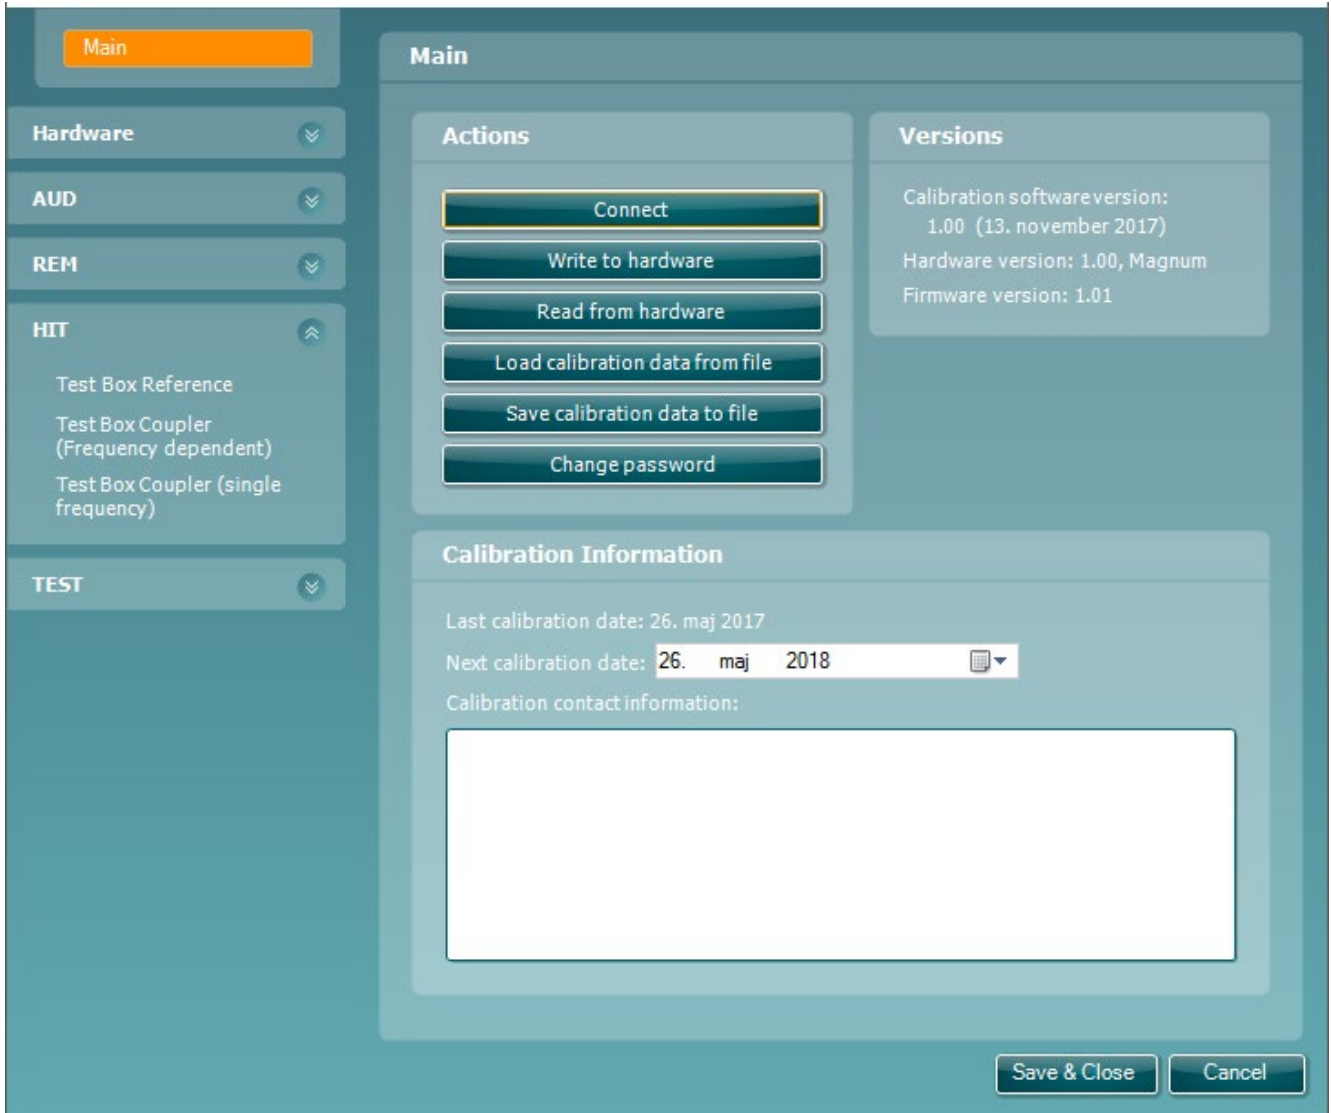 Main
Hardware
AUD
REM
HIT
Test Box Reference
Test Box Coupler
(Frequency dependent)
Test Box Coupler (single
frequency)
TEST
Main
Actions
Connect
Write to hardware
Read from hardware
Load calibration data from file
Save calibration data to file
Change password
Versions
Calibration software version:
1.00 (13. november 2017)
Hardware version: 1.00, Magnum
Firmware version: 1.01
Calibration Information
Last calibration date: 26. maj 2017
Next calibration date: 26. maj 2018
Calibration contact information:
Save & Close
Cancel